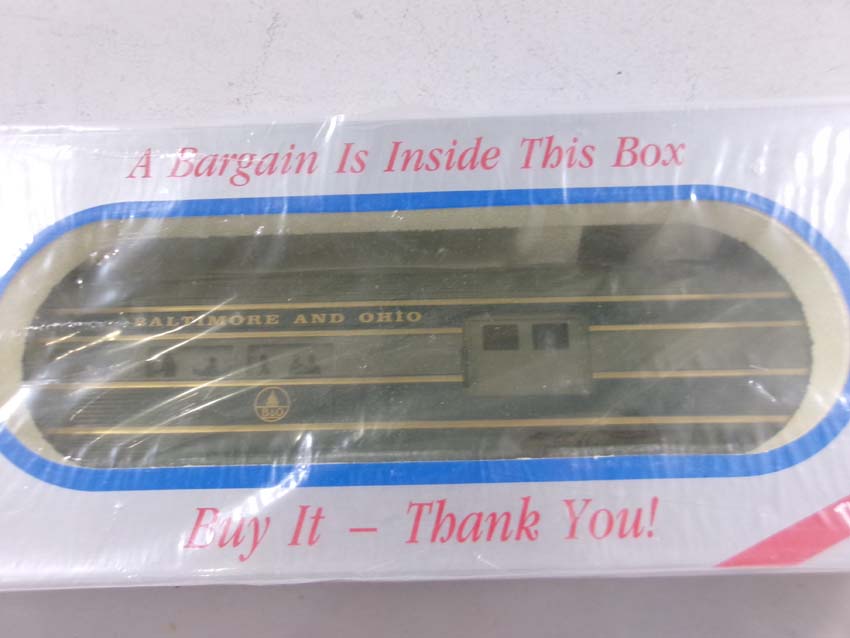 A Bargain Is Inside This Box
BALTIMORE AND OHIO
B&O
Buy It – Thank You!